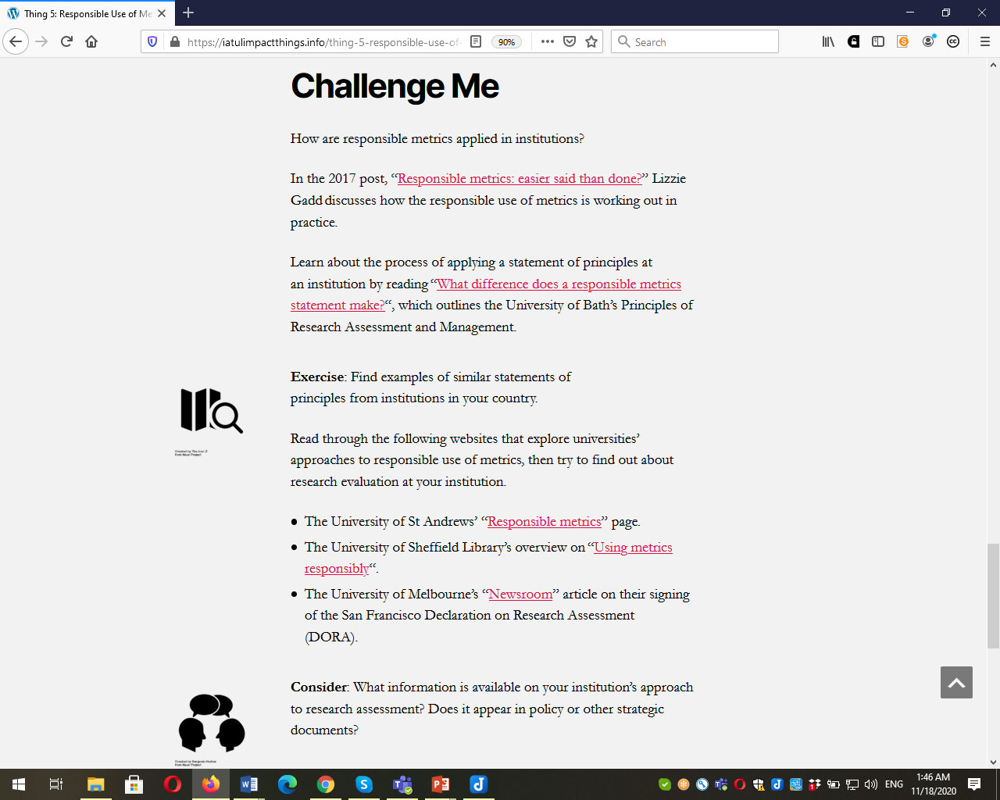 Thing 5: Responsible Use of Me
https://iatulimpactthings.info/thing-5-responsible-use-of-
90%
Search
Challenge Me
How are responsible metrics applied in institutions?
In the 2017 post, “Responsible metrics: easier said than done?” Lizzie
Gadd discusses how the responsible use of metrics is working out in
practice.
Learn about the process of applying a statement of principles at
an institution by reading “What difference does a responsible metrics
statement make?“, which outlines the University of Bath’s Principles of
Research Assessment and Management.
Exercise: Find examples of similar statements of
principles from institutions in your country.
Created by The Icon Z
from Noun Project
Read through the following websites that explore universities’
approaches to responsible use of metrics, then try to find out about
research evaluation at your institution.
● The University of St Andrews’ “Responsible metrics” page.
● The University of Sheffield Library’s overview on “Using metrics
responsibly“.
● The University of Melbourne’s “Newsroom” article on their signing
of the San Francisco Declaration on Research Assessment
(DORA).
Consider: What information is available on your institution’s approach
to research assessment? Does it appear in policy or other strategic
documents?
Created by Benjamin
from Noun Project
ENG
1:46 AM
11/18/2020